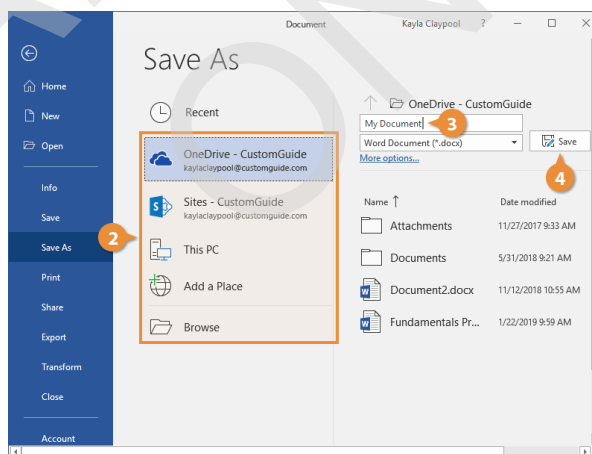 Document
Kayla Claypool ?
Save As
Home
New
Open
Info
Save
Save As
Print
Share
Export
Transform
Close
Account
Recent
OneDrive - CustomGuide
kaylaclaypool@customguide.com
Sites - CustomGuide
kaylaclaypool@customguide.com
This PC
Add a Place
Browse
2
OneDrive - CustomGuide
My Document
3
Word Document (*.docx)
Save
4
More options...
Name ↑ Date modified
Attachments 11/27/2017 9:33 AM
Documents 5/31/2018 9:21 AM
Document2.docx 11/12/2018 10:55 AM
Fundamentals Pr... 1/22/2019 9:59 AM